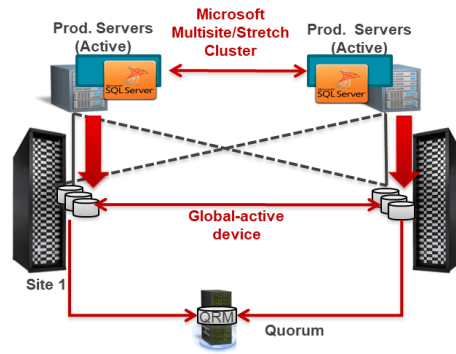 Microsoft
Multisite/Stretch
Cluster
Prod. Servers
(Active)
Prod. Servers
(Active)
SQL Server
SQL Server
Global-active
device
Site 1
QRM
Quorum